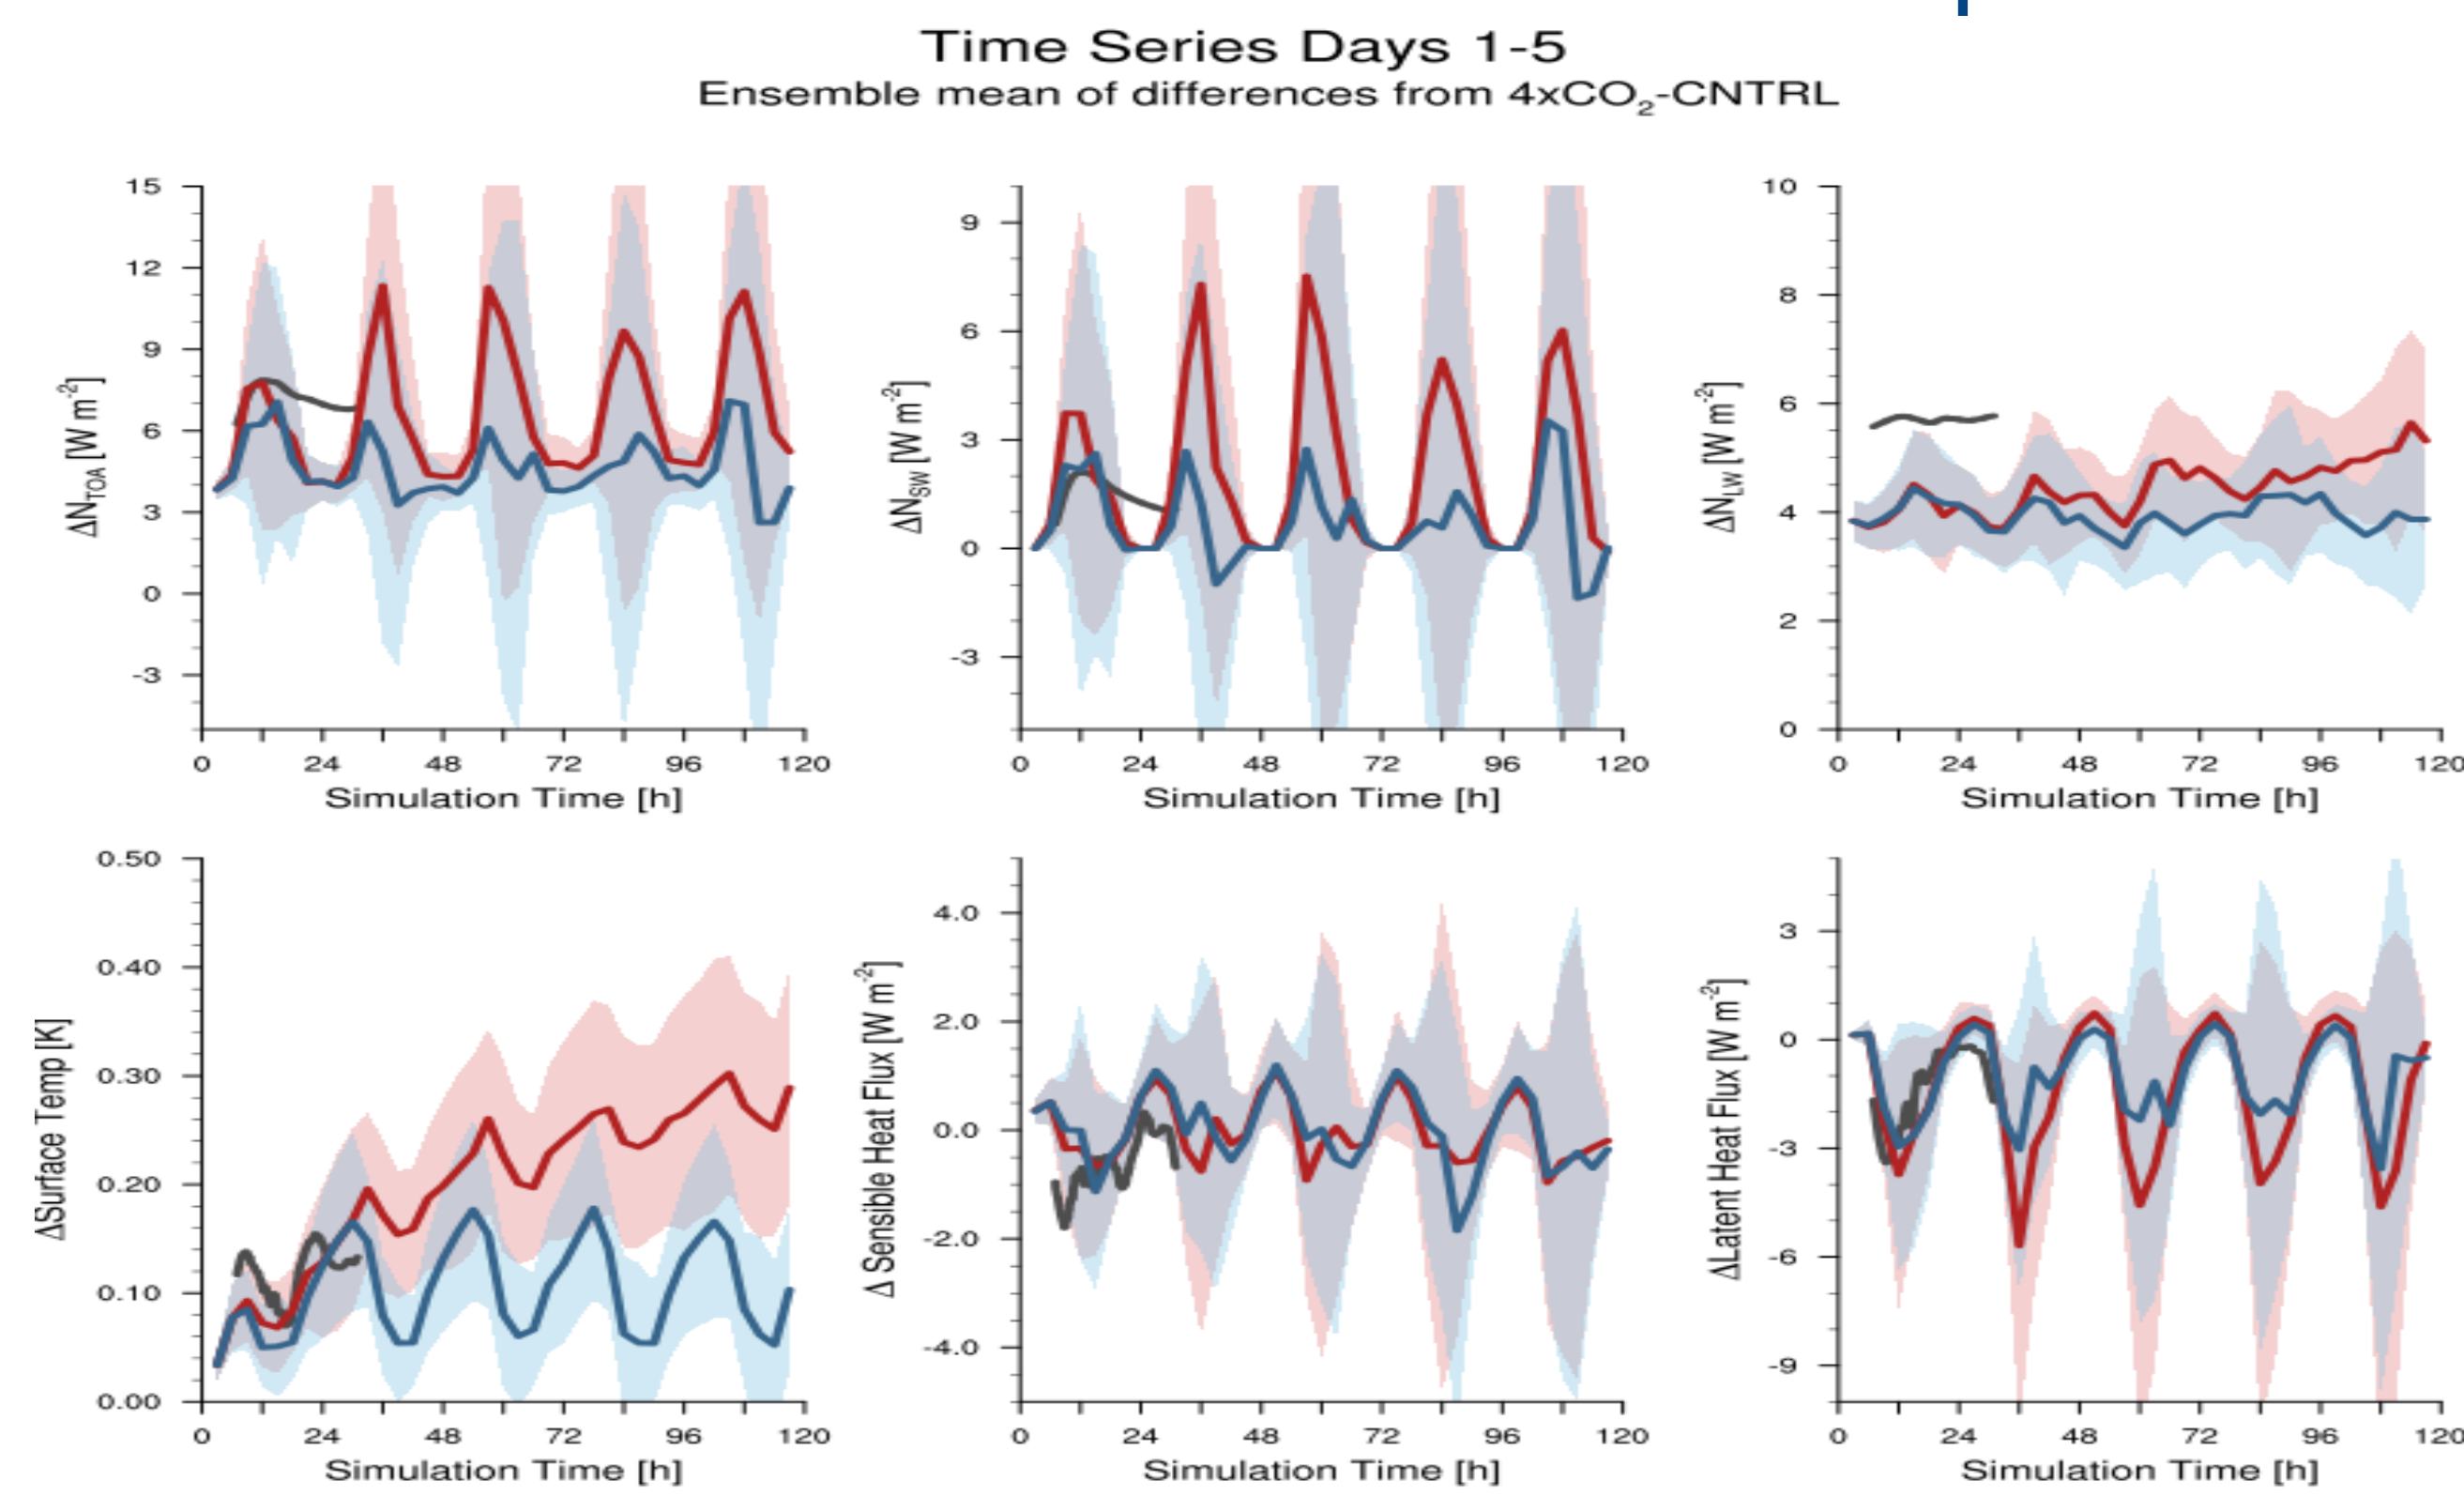 Time Series Days 1-5
Ensemble mean of differences from 4xCO2-CNTRL
ΔN_TOA [W m-2]
15
12
9
6
3
0
-3
0 24 48 72 96 120
Simulation Time [h]
ΔN_SW [W m-2]
9
6
3
0
-3
0 24 48 72 96 120
Simulation Time [h]
ΔN_LW [W m-2]
10
8
6
4
2
0
0 24 48 72 96 120
Simulation Time [h]
ΔSurface Temp [K]
0.50
0.40
0.30
0.20
0.10
0.00
0 24 48 72 96 120
Simulation Time [h]
Δ Sensible Heat Flux [W m-2]
4.0
2.0
0.0
-2.0
-4.0
0 24 48 72 96 120
Simulation Time [h]
ΔLatent Heat Flux [W m-2]
3
0
-3
-6
-9
0 24 48 72 96 120
Simulation Time [h]